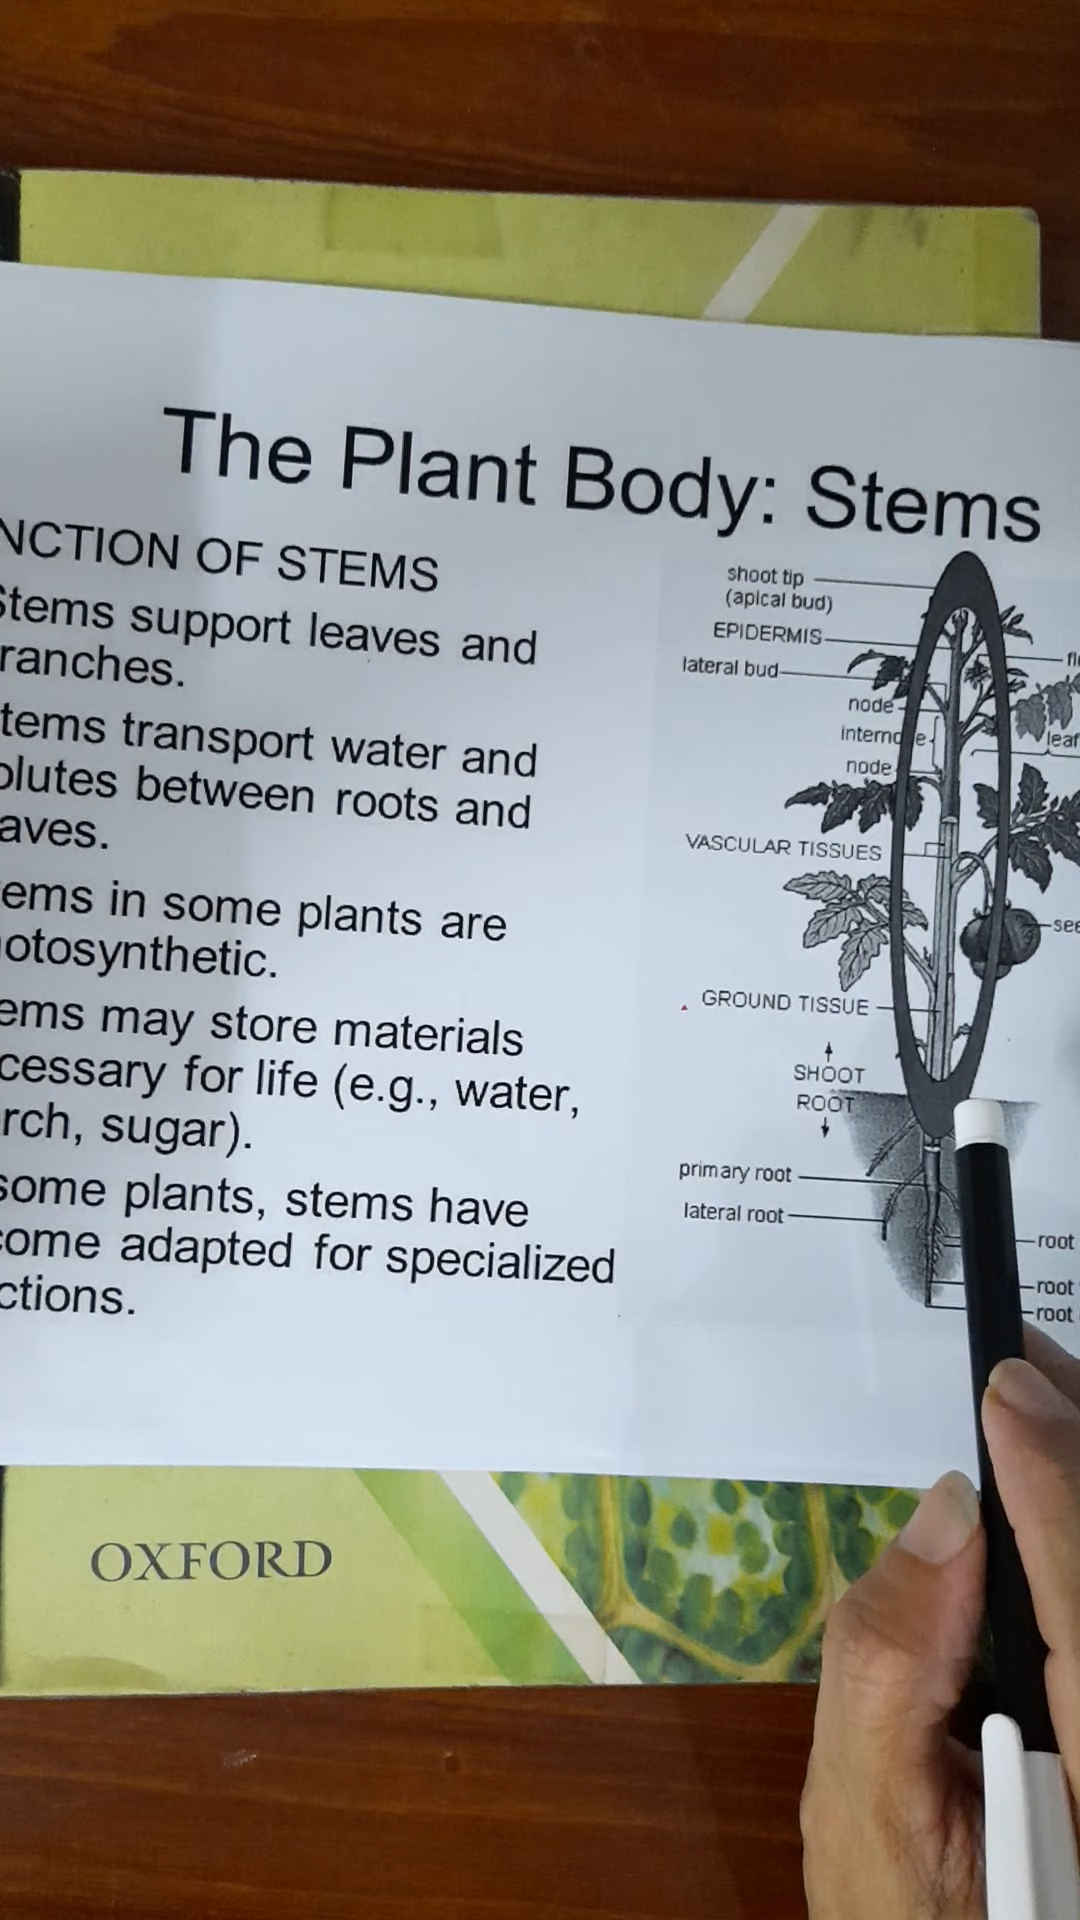 The Plant Body: Stems
NCTION OF STEMS
Stems support leaves and
ranches.
tems transport water and
olutes between roots and
aves.
ems in some plants are
otosynthetic.
ems may store materials
cessary for life (e.g., water,
rch, sugar).
some plants, stems have
come adapted for specialized
ctions.
shoot tip
(apical bud)
EPIDERMIS
lateral bud
node
internode
node
leaf
VASCULAR TISSUES
see
GROUND TISSUE
SHOOT
ROOT
primary root
lateral root
root
root
root
OXFORD